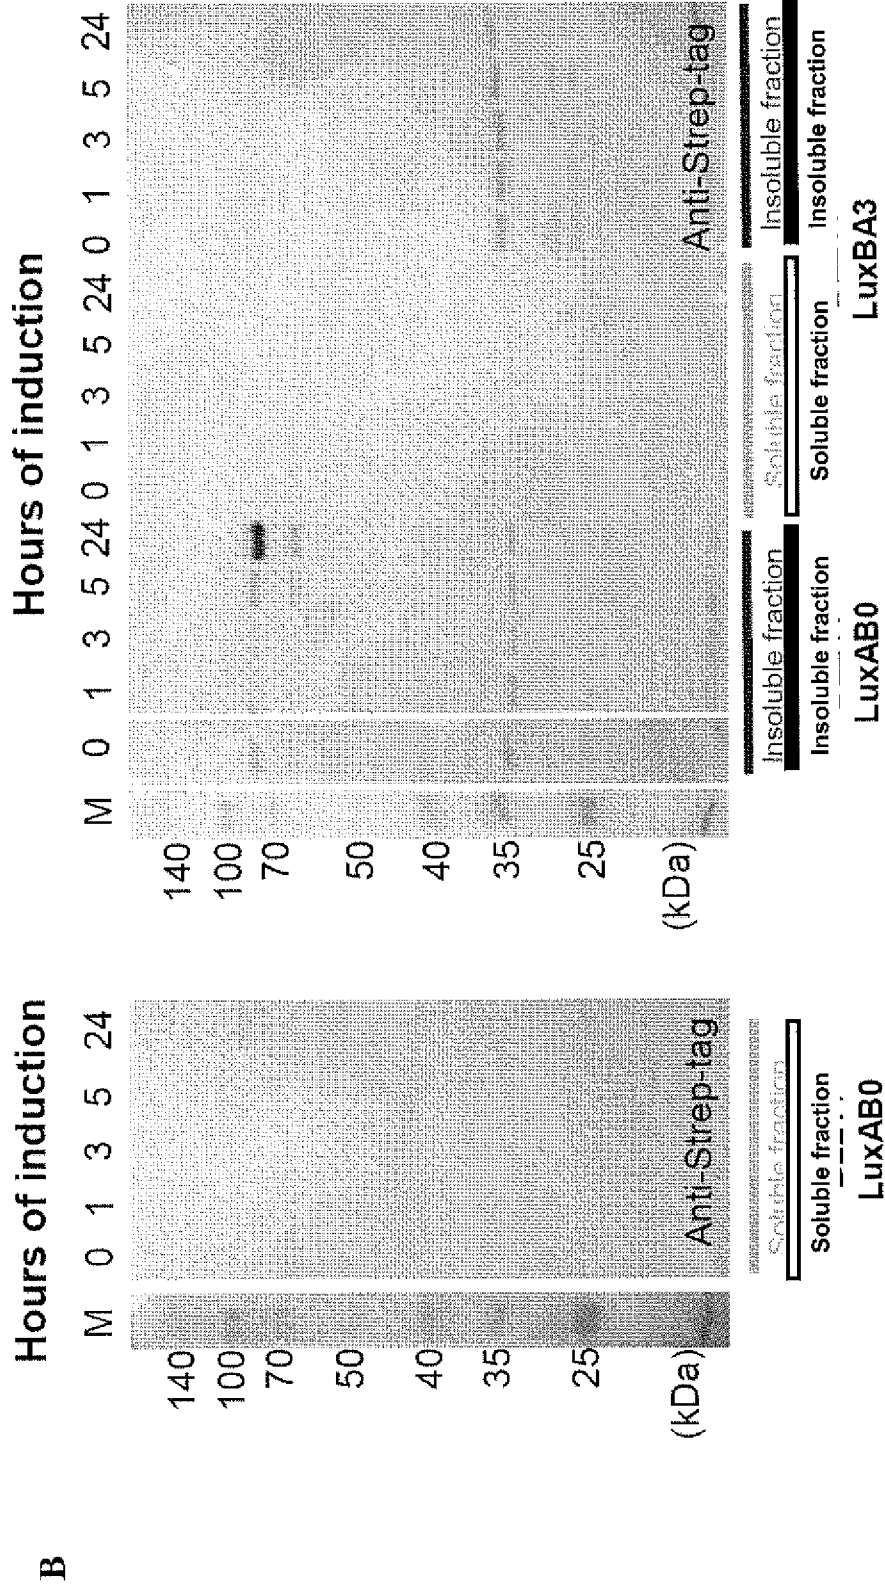 B
Hours of induction
M 0 1 3 5 24
140
100
70
50
40
35
25
(kDa)
Anti-Strep-tag
Soluble fraction
Soluble fraction
LuxAB0
Hours of induction
M 0 1 3 5 24 0 1 3 5 24 0 1 3 5 24
140
100
70
50
40
35
25
(kDa)
Anti-Strep-tag
Insoluble fraction Soluble fraction Insoluble fraction
Insoluble fraction Soluble fraction Insoluble fraction
LuxAB0 LuxBA3